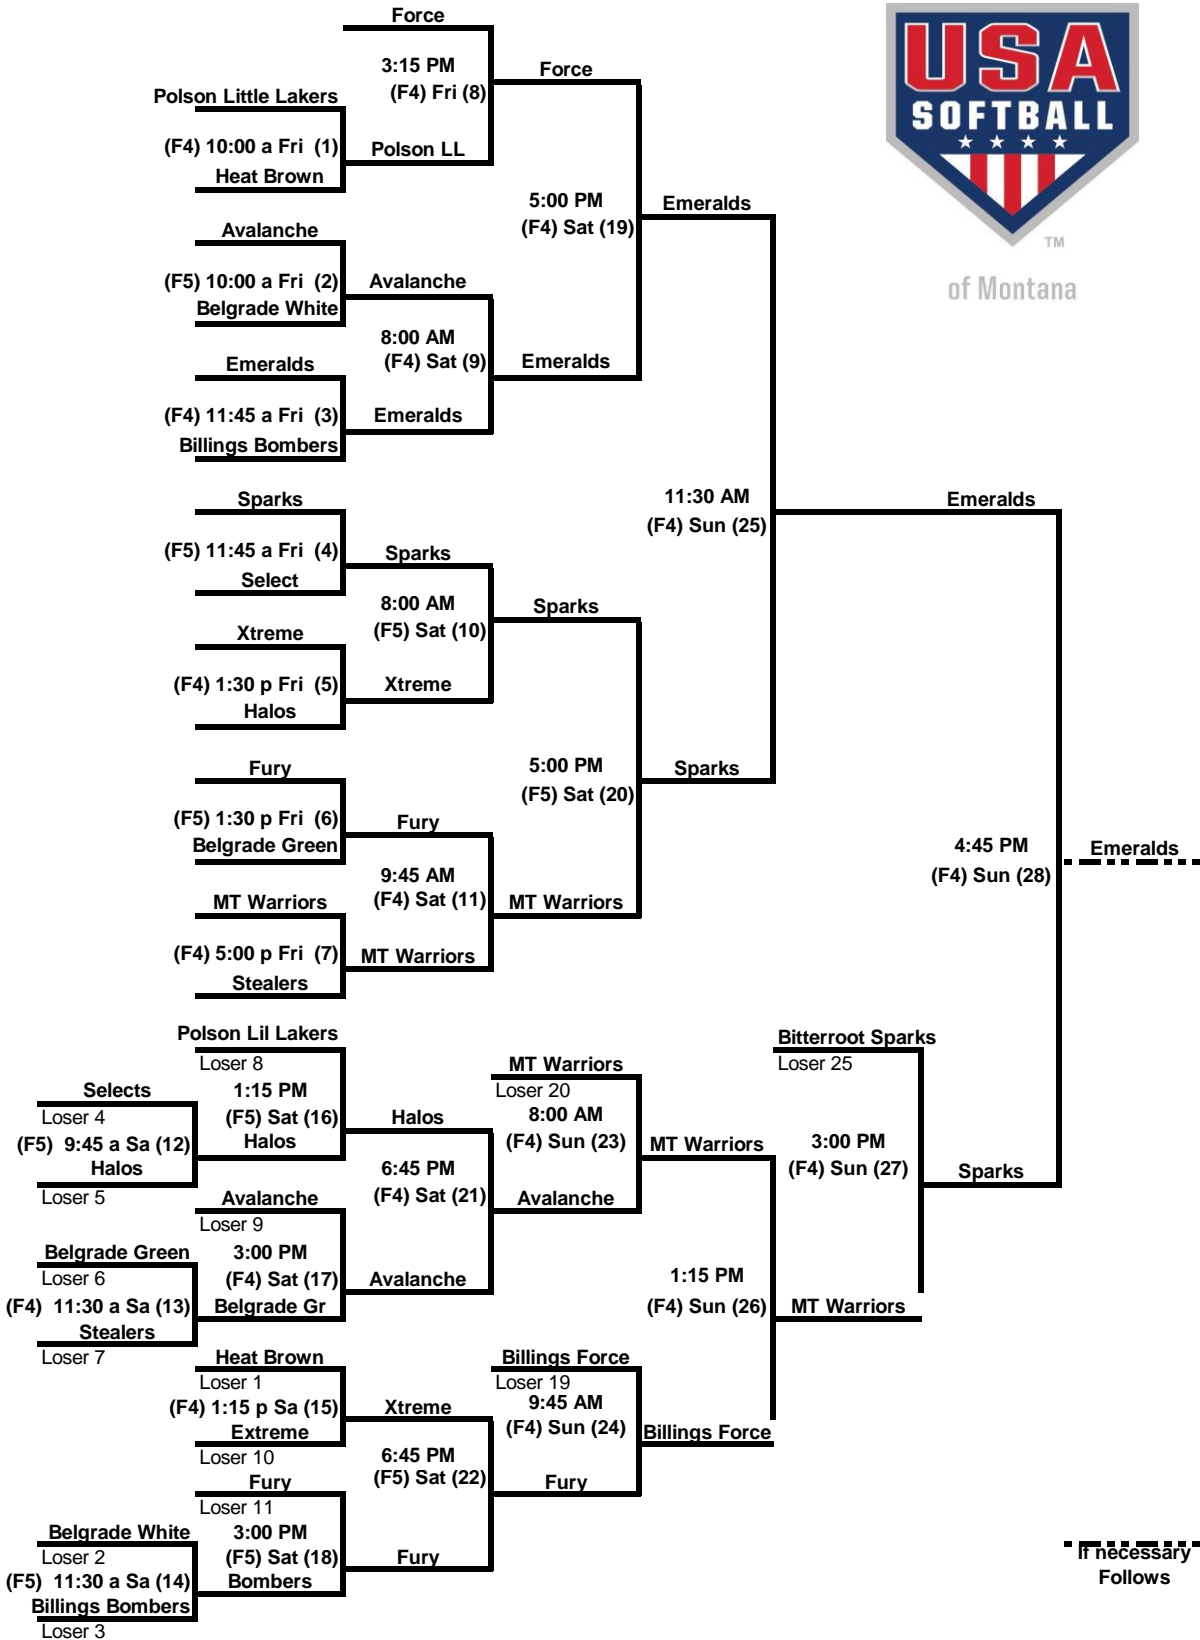 Force
USA
SOFTBALL
TM
of Montana
3:15 PM
(F4) Fri (8)
Force
Polson Little Lakers
(F4) 10:00 a Fri (1)
Polson LL
Heat Brown
5:00 PM
(F4) Sat (19)
Emeralds
Avalanche
(F5) 10:00 a Fri (2)
Avalanche
Belgrade White
8:00 AM
(F4) Sat (9)
Emeralds
Emeralds
(F4) 11:45 a Fri (3)
Emeralds
Billings Bombers
11:30 AM
(F4) Sun (25)
Emeralds
Sparks
(F5) 11:45 a Fri (4)
Sparks
Select
8:00 AM
(F5) Sat (10)
Sparks
Xtreme
(F4) 1:30 p Fri (5)
Xtreme
Halos
5:00 PM
(F5) Sat (20)
Sparks
Fury
(F5) 1:30 p Fri (6)
Fury
Belgrade Green
4:45 PM
(F4) Sun (28)
Emeralds
9:45 AM
(F4) Sat (11)
MT Warriors
MT Warriors
(F4) 5:00 p Fri (7)
MT Warriors
Stealers
Polson Lil Lakers
Loser 8
1:15 PM
(F5) Sat (16)
Halos
Halos
Selects
Loser 4
(F5) 9:45 a Sa (12)
Halos
Loser 5
MT Warriors
Loser 20
8:00 AM
(F4) Sun (23)
MT Warriors
Bitterroot Sparks
Loser 25
3:00 PM
(F4) Sun (27)
Sparks
6:45 PM
(F4) Sat (21)
Avalanche
Avalanche
Loser 9
3:00 PM
(F4) Sat (17)
Avalanche
Belgrade Gr
Belgrade Green
Loser 6
(F4) 11:30 a Sa (13)
Stealers
Loser 7
1:15 PM
(F4) Sun (26)
MT Warriors
Heat Brown
Loser 1
(F4) 1:15 p Sa (15)
Xtreme
Extreme
Loser 10
Billings Force
Loser 19
9:45 AM
(F4) Sun (24)
Billings Force
6:45 PM
(F5) Sat (22)
Fury
Fury
Loser 11
3:00 PM
(F5) Sat (18)
Fury
Bombers
Belgrade White
Loser 2
(F5) 11:30 a Sa (14)
Billings Bombers
Loser 3
If necessary
Follows